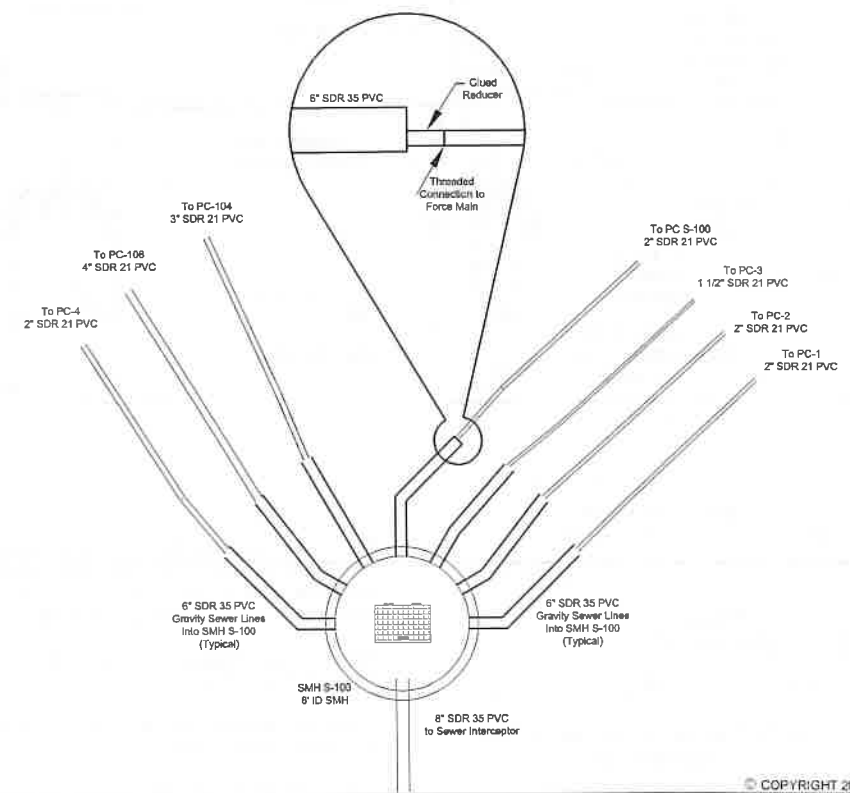 6" SDR 35 PVC
Glued
Reducer
Threaded
Connection to
Force Main
To PC-104
3" SDR 21 PVC
To PC-106
4" SDR 21 PVC
To PC-4
2" SDR 21 PVC
To PC S-100
2" SDR 21 PVC
To PC-3
1 1/2" SDR 21 PVC
To PC-2
2" SDR 21 PVC
To PC-1
2" SDR 21 PVC
6" SDR 35 PVC
Gravity Sewer Lines
Into SMH S-100
(Typical)
6" SDR 35 PVC
Gravity Sewer Lines
Into SMH S-100
(Typical)
SMH S-100
6' ID SMH
8" SDR 35 PVC
to Sewer Interceptor
© COPYRIGHT